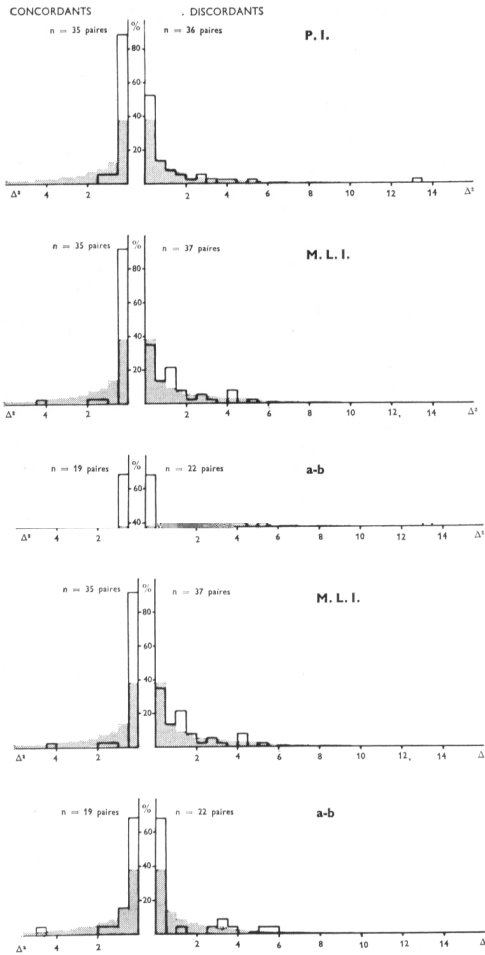 CONCORDANTS % . DISCORDANTS
n = 35 paires n = 36 paires P. I.
80
60
40
20
Δ² 4 2 2 4 6 8 10 12 14 Δ²
n = 35 paires % n = 37 paires M. L. I.
80
60
40
20
Δ² 4 2 2 4 6 8 10 12, 14 Δ²
n = 19 paires % n = 22 paires a-b
60
40
Δ² 4 2 2 4 6 8 10 12 14 Δ²
n = 35 paires % n = 37 paires M. L. I.
80
60
40
20
Δ² 4 2 2 4 6 8 10 12, 14 Δ
n = 19 paires % n = 22 paires a-b
60
40
20
Δ² 4 2 2 4 6 8 10 12 14 Δ